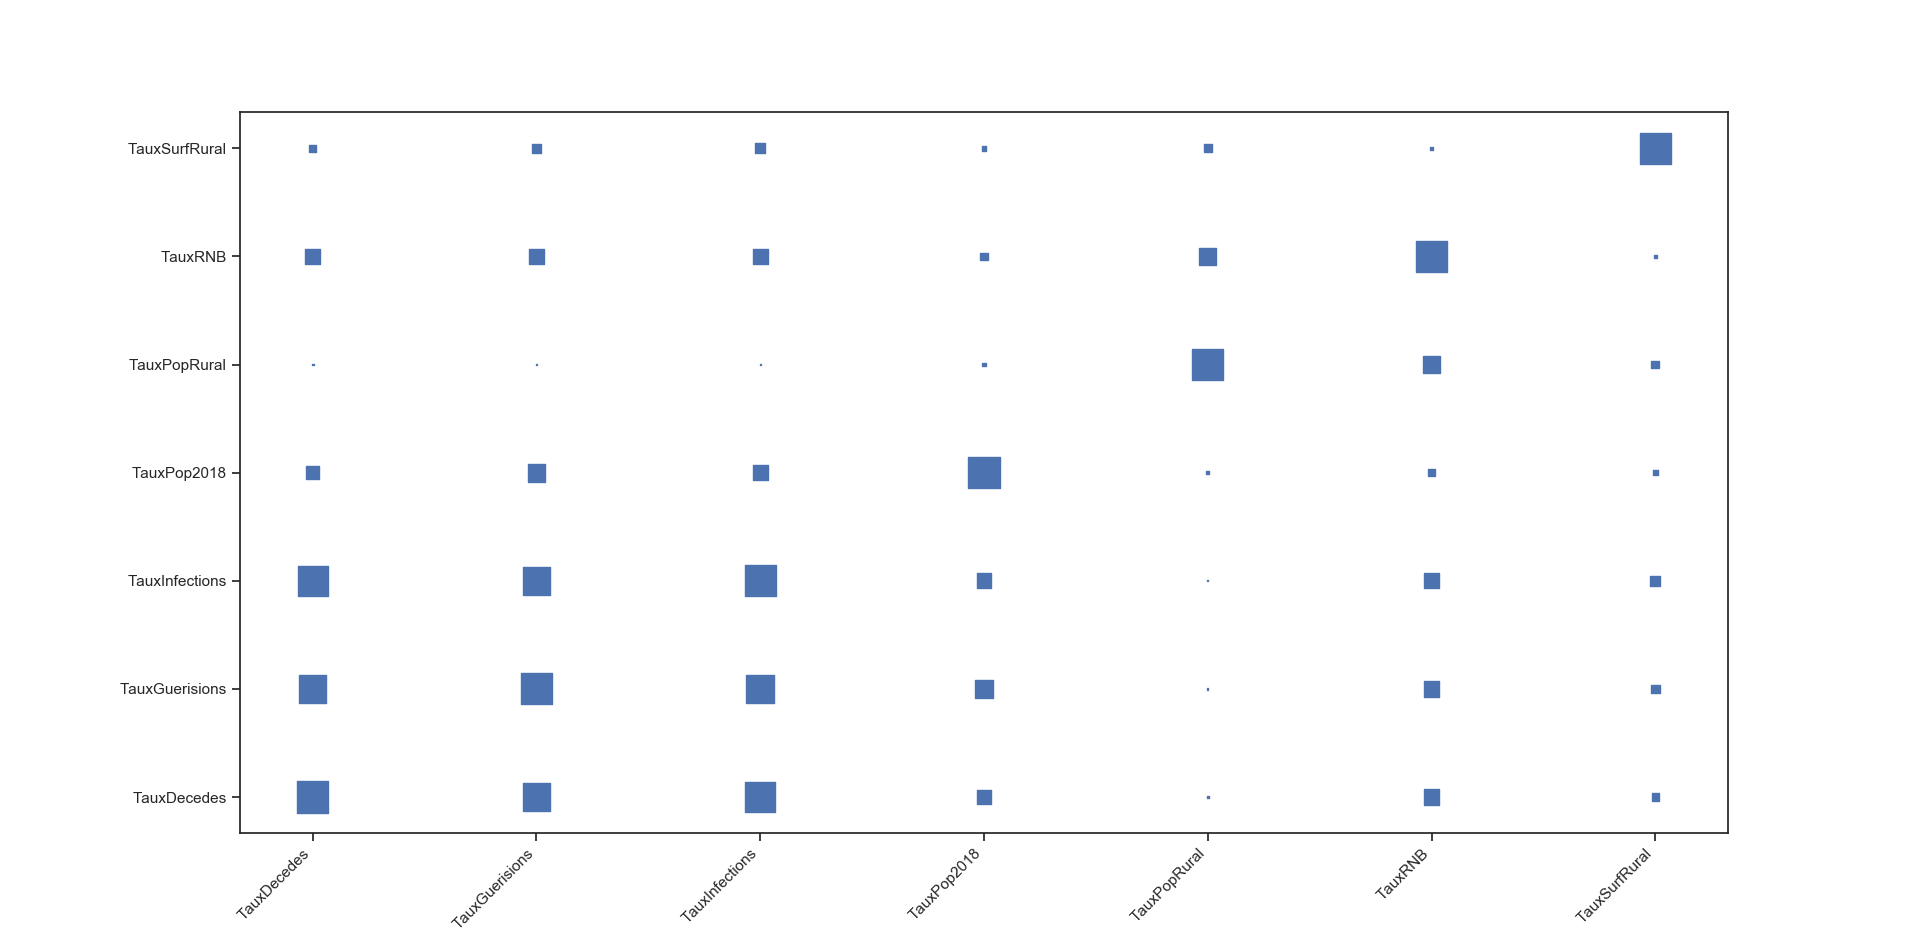 TauxSurfRural
TauxRNB
TauxPopRural
TauxPop2018
TauxInfections
TauxGuerisions
TauxDecedes
TauxDecedes
TauxGuerisions
TauxInfections
TauxPop2018
TauxPopRural
TauxRNB
TauxSurfRural